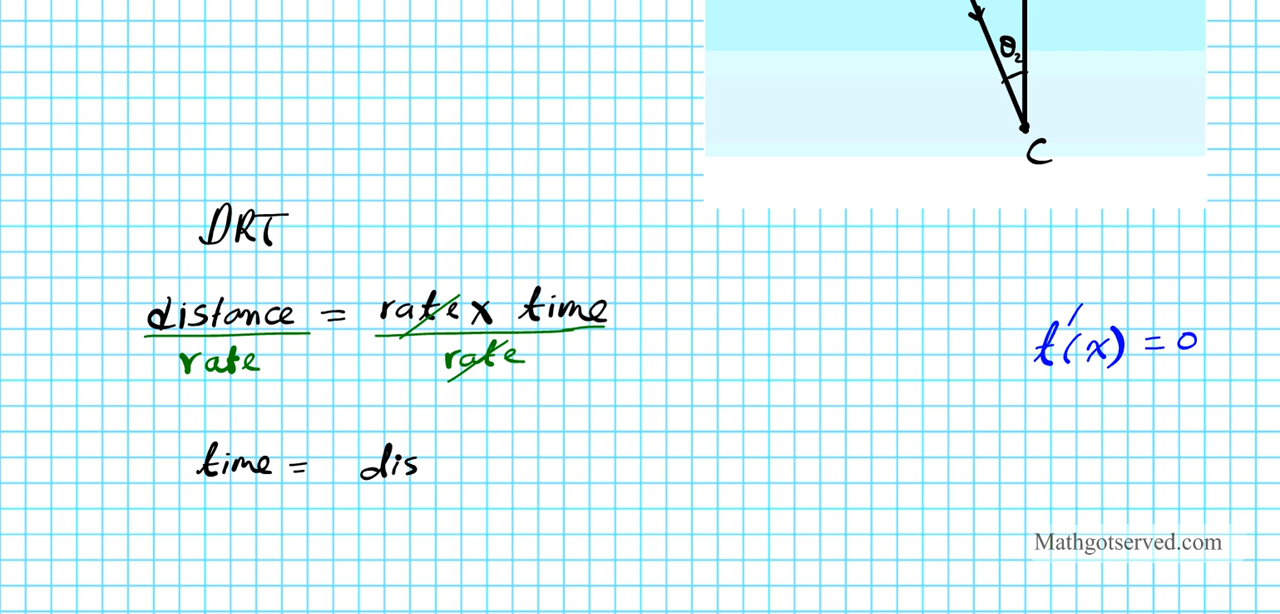 θ₂
C
DRT
distance = rate x time
rate rate
t'(x) = 0
time = dis
Mathgotserved.com